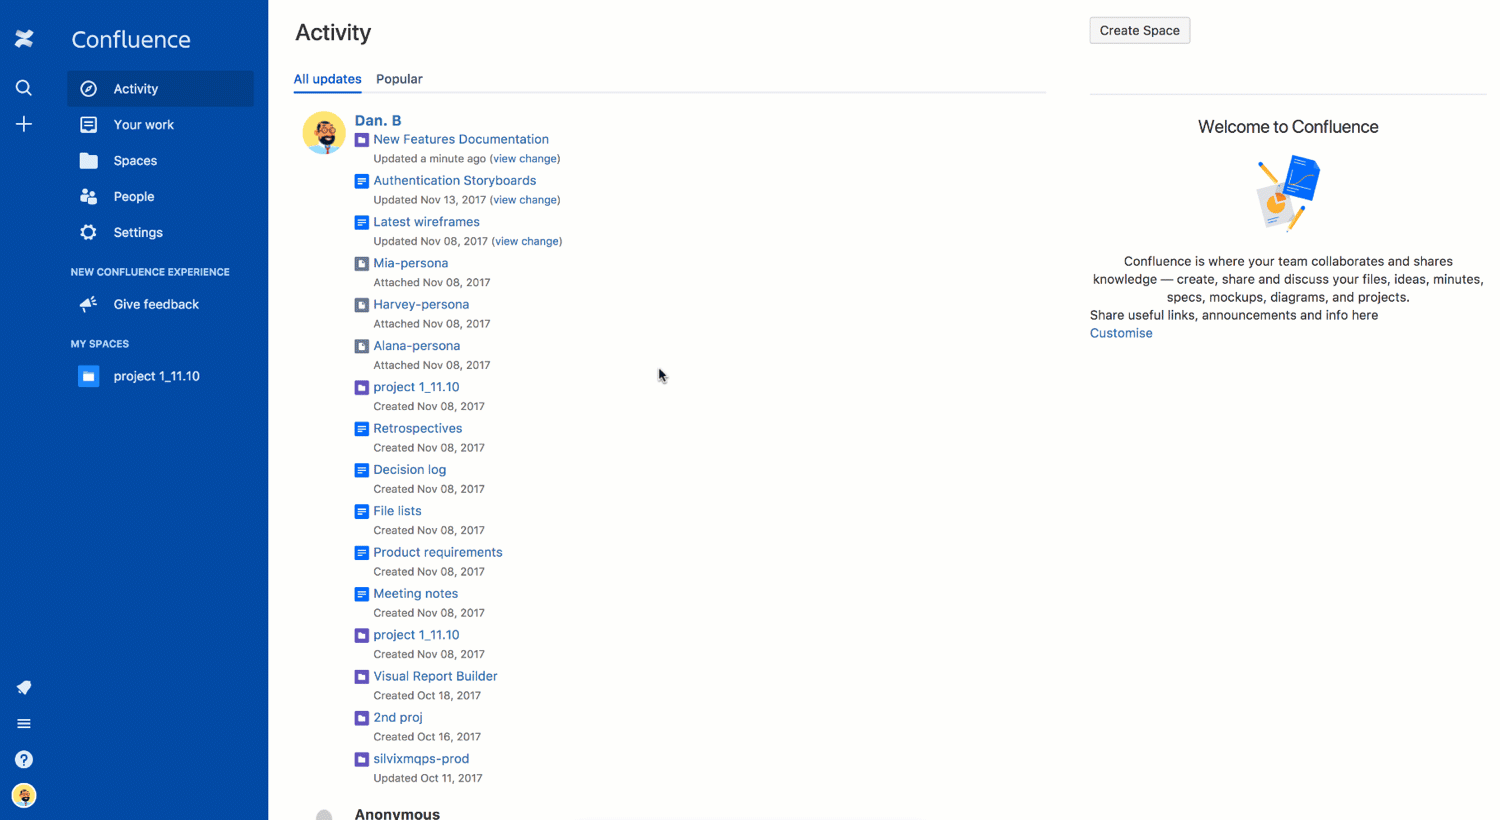 Confluence
Activity
Your work
Spaces
People
Settings
NEW CONFLUENCE EXPERIENCE
Give feedback
MY SPACES
project 1_11.10
Activity
All updates Popular
Dan. B
New Features Documentation
Updated a minute ago (view change)
Authentication Storyboards
Updated Nov 13, 2017 (view change)
Latest wireframes
Updated Nov 08, 2017 (view change)
Mia-persona
Attached Nov 08, 2017
Harvey-persona
Attached Nov 08, 2017
Alana-persona
Attached Nov 08, 2017
project 1_11.10
Created Nov 08, 2017
Retrospectives
Created Nov 08, 2017
Decision log
Created Nov 08, 2017
File lists
Created Nov 08, 2017
Product requirements
Created Nov 08, 2017
Meeting notes
Created Nov 08, 2017
project 1_11.10
Created Nov 08, 2017
Visual Report Builder
Created Oct 18, 2017
2nd proj
Created Oct 16, 2017
silvixmqps-prod
Updated Oct 11, 2017
Anonymous
Create Space
Welcome to Confluence
Confluence is where your team collaborates and shares
knowledge — create, share and discuss your files, ideas, minutes,
specs, mockups, diagrams, and projects.
Share useful links, announcements and info here
Customise